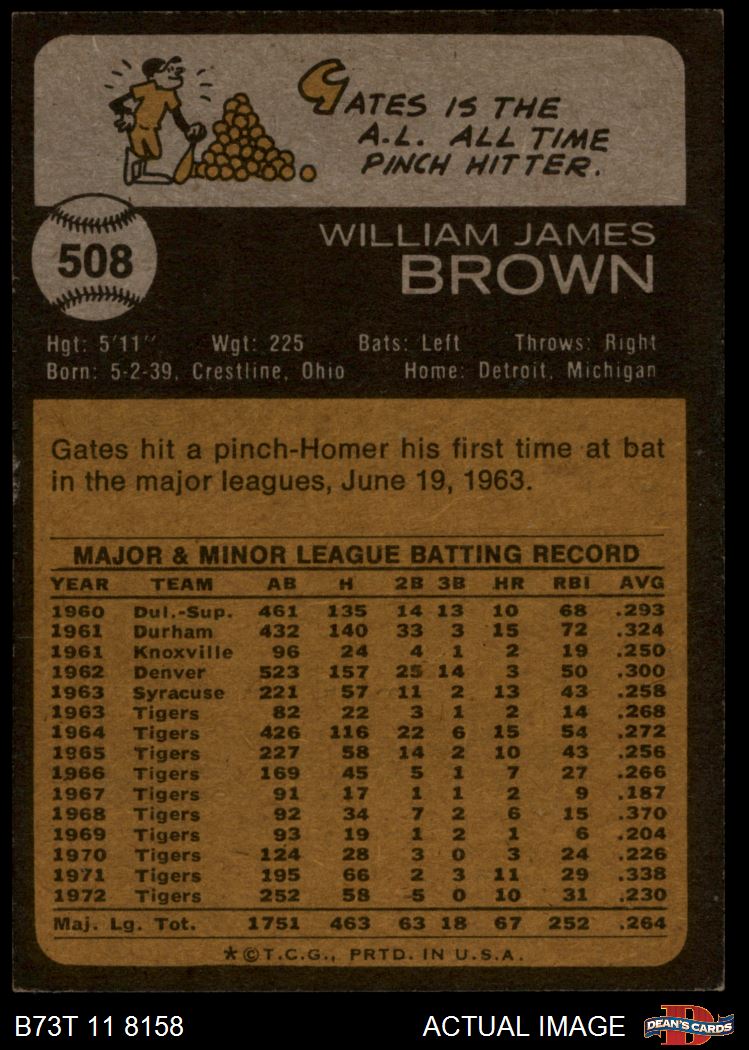 GATES IS THE
A.L. ALL TIME
PINCH HITTER.
508
WILLIAM JAMES
BROWN
Hgt: 5'11" Wgt: 225 Bats: Left Throws: Right
Born: 5-2-39, Crestline, Ohio Home: Detroit, Michigan
Gates hit a pinch-Homer his first time at bat
in the major leagues, June 19, 1963.
MAJOR & MINOR LEAGUE BATTING RECORD
YEAR TEAM AB H 2B 3B HR RBI AVG
1960 Dul.-Sup. 461 135 14 13 10 68 .293
1961 Durham 432 140 33 3 15 72 .324
1961 Knoxville 96 24 4 1 2 19 .250
1962 Denver 523 157 25 14 3 50 .300
1963 Syracuse 221 57 11 2 13 43 .258
1963 Tigers 82 22 3 1 2 14 .268
1964 Tigers 426 116 22 6 15 54 .272
1965 Tigers 227 58 14 2 10 43 .256
1966 Tigers 169 45 5 1 7 27 .266
1967 Tigers 91 17 1 1 2 9 .187
1968 Tigers 92 34 7 2 6 15 .370
1969 Tigers 93 19 1 2 1 6 .204
1970 Tigers 124 28 3 0 3 24 .226
1971 Tigers 195 66 2 3 11 29 .338
1972 Tigers 252 58 5 0 10 31 .230
Maj. Lg. Tot. 1751 463 63 18 67 252 .264
*©T.C.G., PRTD. IN U.S.A.
B73T 11 8158 ACTUAL IMAGE DEAN'S CARDS